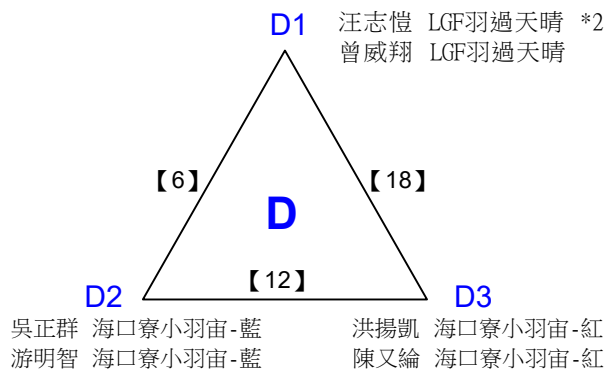 D1 汪志愷 LGF羽過天晴 *2
曾威翔 LGF羽過天晴
【6】 【18】
D
【12】
D2 D3
吳正群 海口寮小羽宙-藍 洪揚凱 海口寮小羽宙-紅
游明智 海口寮小羽宙-藍 陳又綸 海口寮小羽宙-紅